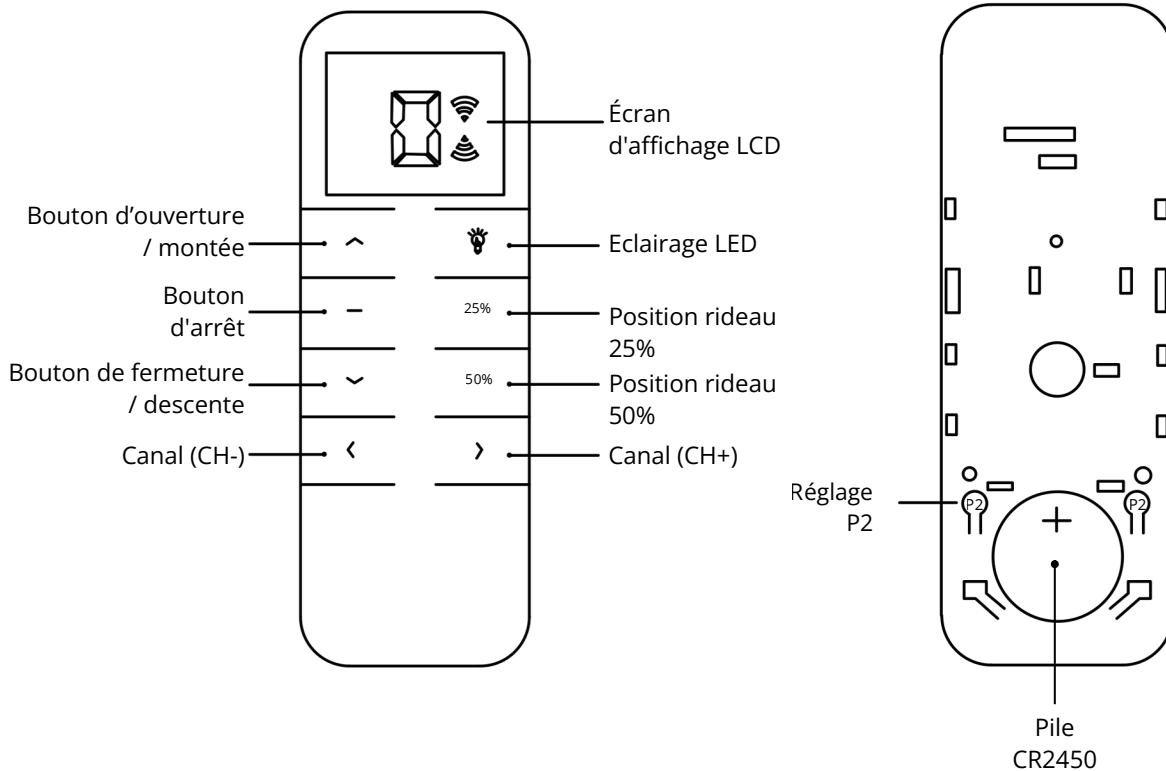 Écran
d'affichage LCD
Bouton d’ouverture
/ montée
Eclairage LED
Bouton
d'arrêt
25%
Position rideau
25%
Bouton de fermeture
/ descente
50%
Position rideau
50%
Canal (CH-)
Canal (CH+)
Réglage
P2
P2
P2
Pile
CR2450